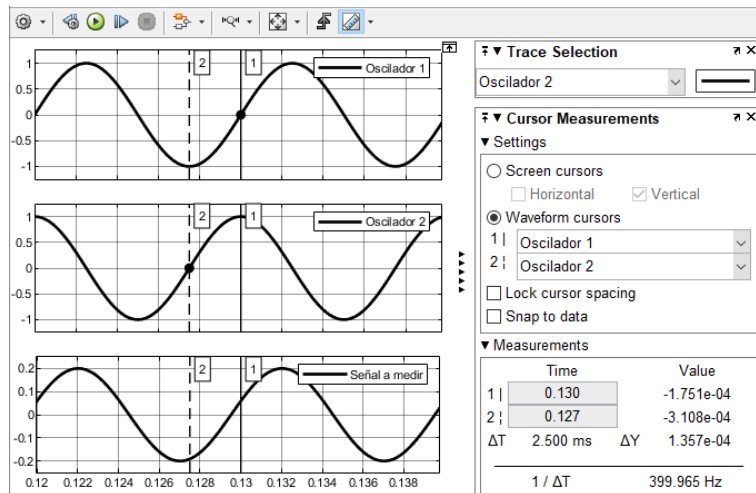 2 1 Oscilador 1
1
0.5
0
-0.5
-1
2 1 Oscilador 2
1
0.5
0
-0.5
-1
2 1 Señal a medir
0.2
0.1
0
-0.1
-0.2
0.12 0.122 0.124 0.126 0.128 0.13 0.132 0.134 0.136 0.138
Trace Selection
Oscilador 2
Cursor Measurements
Settings
Screen cursors
Horizontal Vertical
Waveform cursors
1 | Oscilador 1
2 ¦ Oscilador 2
Lock cursor spacing
Snap to data
Measurements
Time Value
1 | 0.130 -1.751e-04
2 ¦ 0.127 -3.108e-04
ΔT 2.500 ms ΔY 1.357e-04
1 / ΔT 399.965 Hz